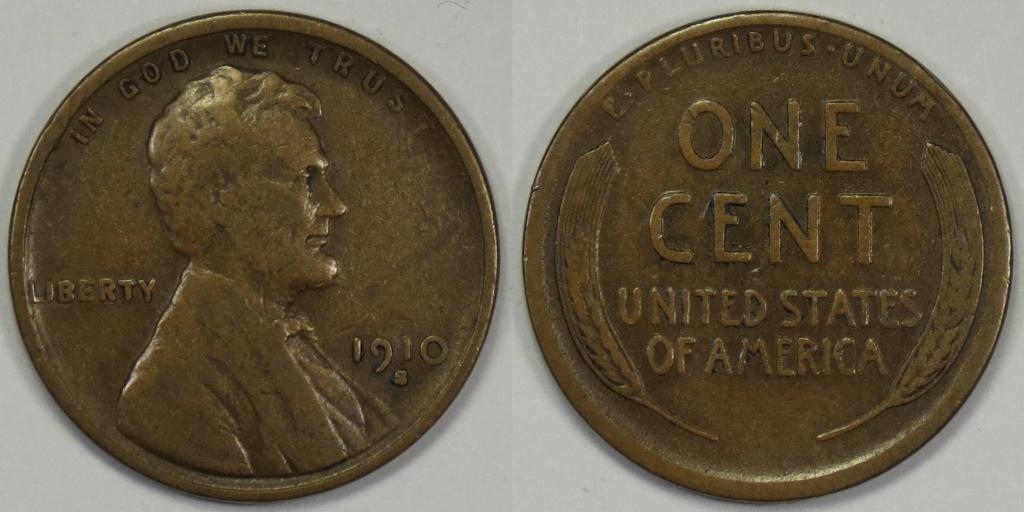 IN GOD WE TRUST
LIBERTY
1910
S
E·PLURIBUS·UNUM
ONE
CENT
UNITED STATES
OF AMERICA